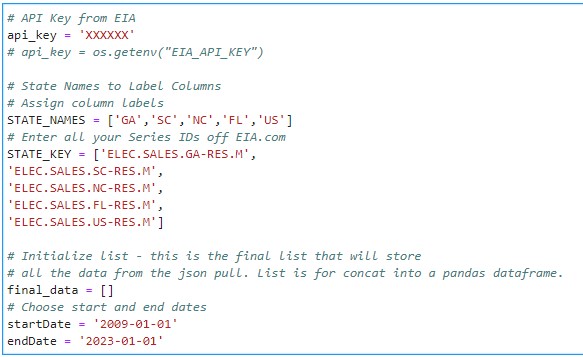 # API Key from EIA
api_key = 'XXXXXX'
# api_key = os.getenv("EIA_API_KEY")
# State Names to Label Columns
# Assign column labels
STATE_NAMES = ['GA','SC','NC','FL','US']
# Enter all your Series IDs off EIA.com
STATE_KEY = ['ELEC.SALES.GA-RES.M',
'ELEC.SALES.SC-RES.M',
'ELEC.SALES.NC-RES.M',
'ELEC.SALES.FL-RES.M',
'ELEC.SALES.US-RES.M']
# Initialize list - this is the final list that will store
# all the data from the json pull. List is for concat into a pandas dataframe.
final_data = []
# Choose start and end dates
startDate = '2009-01-01'
endDate = '2023-01-01'